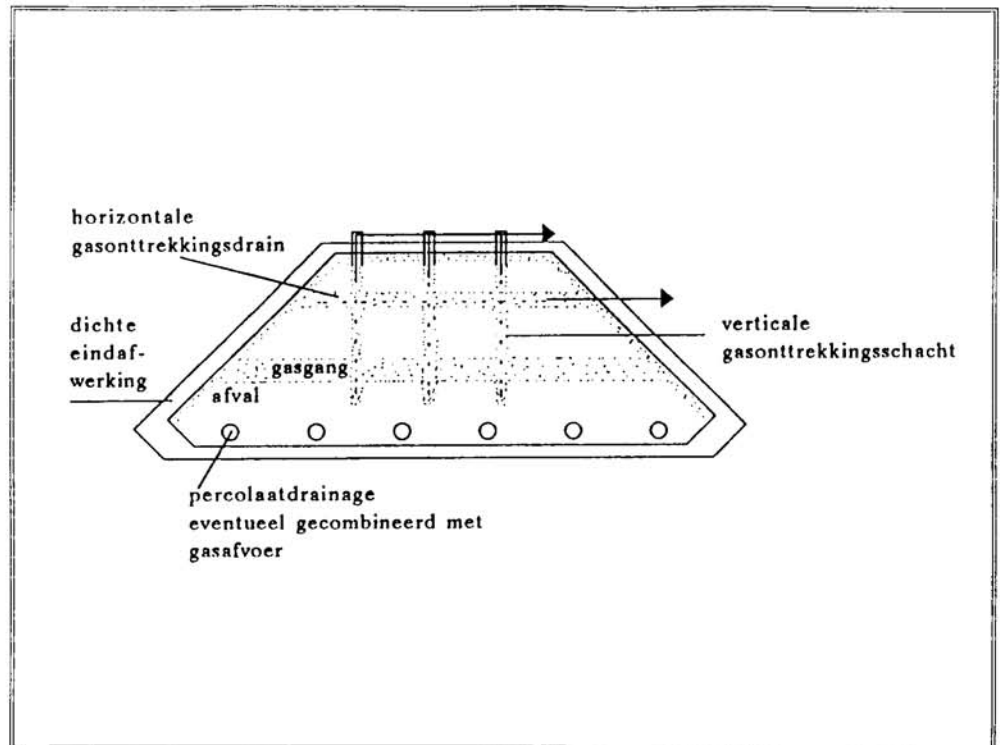 horizontale
gasonttrekkingsdrain
dichte
eindaf-
werking
verticale
gasonttrekkingsschacht
gasgang
afval
percolaatdrainage
eventueel gecombineerd met
gasafvoer